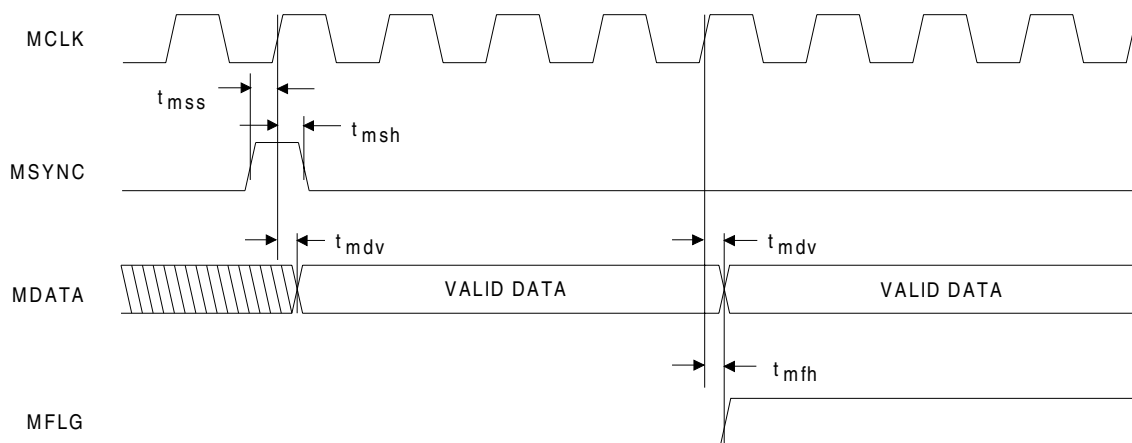 MCLK
t mss
t msh
MSYNC
t mdv
t mdv
MDATA
VALID DATA
VALID DATA
t mfh
MFLG